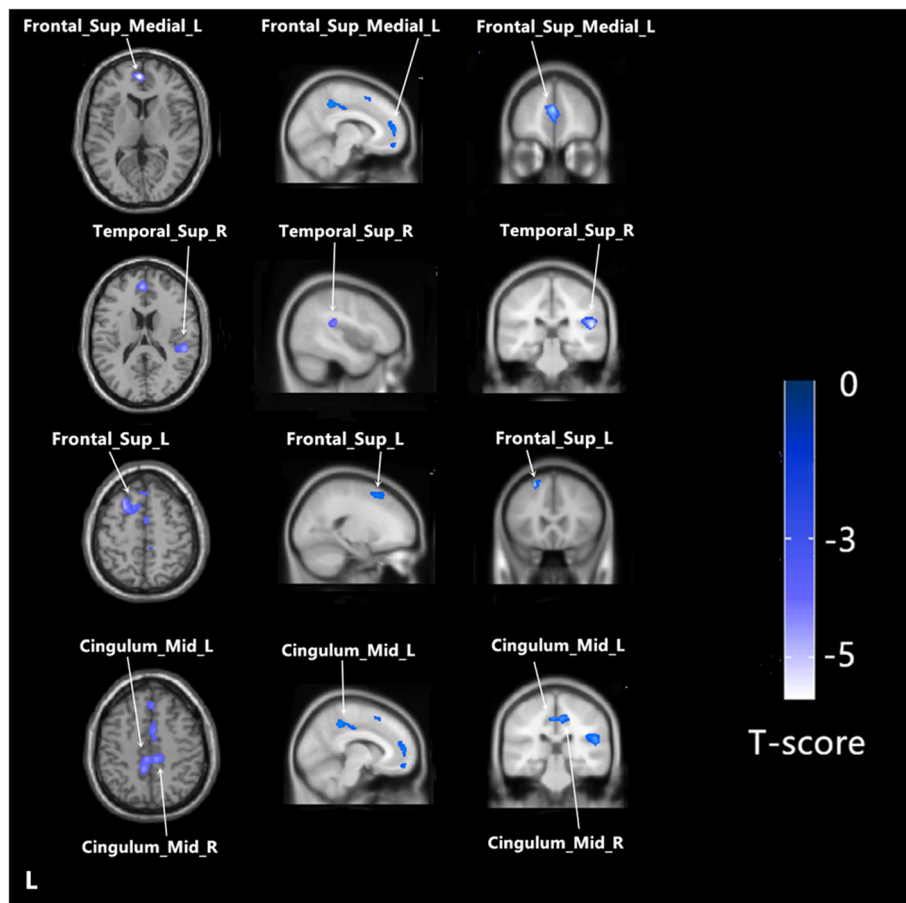 Frontal_Sup_Medial_L Frontal_Sup_Medial_L Frontal_Sup_Medial_L
Temporal_Sup_R Temporal_Sup_R Temporal_Sup_R
Frontal_Sup_L Frontal_Sup_L Frontal_Sup_L
Cingulum_Mid_L Cingulum_Mid_L Cingulum_Mid_L
Cingulum_Mid_R Cingulum_Mid_R
L
0
-3
-5
T-score